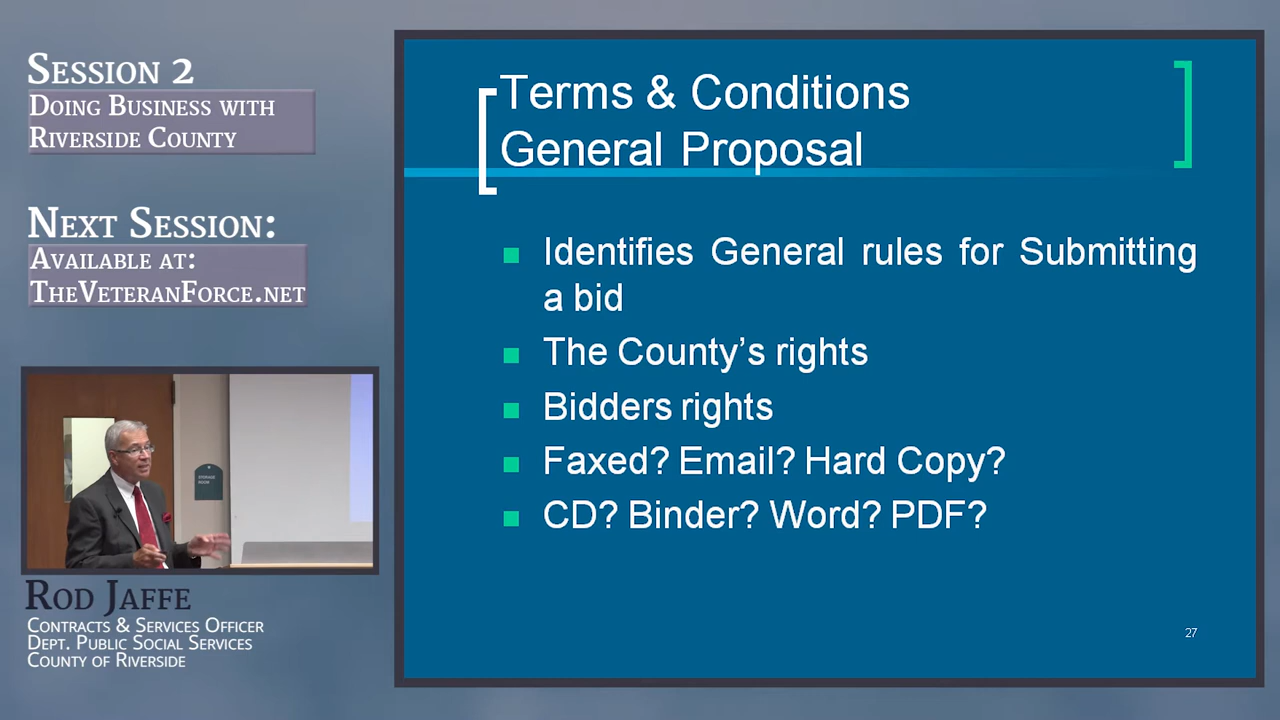 Session 2
Doing Business with
Riverside County
Next Session:
Available at:
TheVeteranForce.net
Rod Jaffe
Contracts & Services Officer
Dept. Public Social Services
County of Riverside
Terms & Conditions
General Proposal
Identifies General rules for Submitting
a bid
The County’s rights
Bidders rights
Faxed? Email? Hard Copy?
CD? Binder? Word? PDF?
27